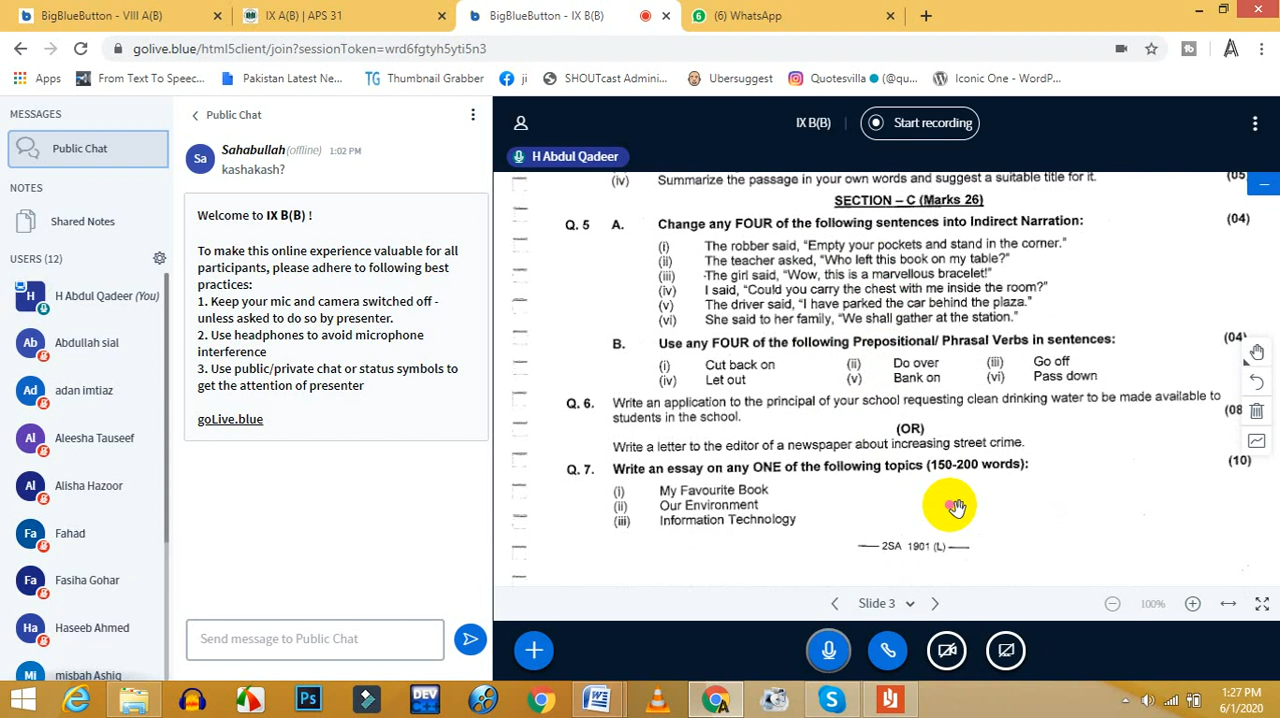 BigBlueButton - VIII A(B)
IX A(B) | APS 31
BigBlueButton - IX B(B)
(6) WhatsApp
golive.blue/html5client/join?sessionToken=wrd6fgtyh5yti5n3
Apps
From Text To Speec...
Pakistan Latest Ne...
Thumbnail Grabber
ji
SHOUTcast Admini...
Ubersuggest
Quotesvilla (@qu...
Iconic One - WordP...
MESSAGES
Public Chat
NOTES
Shared Notes
USERS (12)
H H Abdul Qadeer (You)
Ab Abdullah sial
Ad adan imtiaz
Al Aleesha Tauseef
Al Alisha Hazoor
Fa Fahad
Fa Fasiha Gohar
Ha Haseeb Ahmed
Mi misbah Ashiq
Public Chat
Sa Sahabullah (offline) 1:02 PM
kashakash?
Welcome to IX B(B) !
To make this online experience valuable for all
participants, please adhere to following best
practices:
1. Keep your mic and camera switched off -
unless asked to do so by presenter.
2. Use headphones to avoid microphone
interference
3. Use public/private chat or status symbols to
get the attention of presenter
goLive.blue
Send message to Public Chat
IX B(B)
Start recording
H Abdul Qadeer
(iv) Summarize the passage in your own words and suggest a suitable title for it. (05)
SECTION – C (Marks 26)
Q. 5 A. Change any FOUR of the following sentences into Indirect Narration: (04)
(i) The robber said, "Empty your pockets and stand in the corner."
(ii) The teacher asked, "Who left this book on my table?"
(iii) The girl said, "Wow, this is a marvellous bracelet!"
(iv) I said, "Could you carry the chest with me inside the room?"
(v) The driver said, "I have parked the car behind the plaza."
(vi) She said to her family, "We shall gather at the station."
B. Use any FOUR of the following Prepositional/ Phrasal Verbs in sentences: (04)
(i) Cut back on (ii) Do over (iii) Go off
(iv) Let out (v) Bank on (vi) Pass down
Q. 6. Write an application to the principal of your school requesting clean drinking water to be made available to
students in the school. (08
(OR)
Write a letter to the editor of a newspaper about increasing street crime.
Q. 7. Write an essay on any ONE of the following topics (150-200 words): (10)
(i) My Favourite Book
(ii) Our Environment
(iii) Information Technology
2SA 1901 (L)
Slide 3
100%
DEV
1:27 PM
6/1/2020